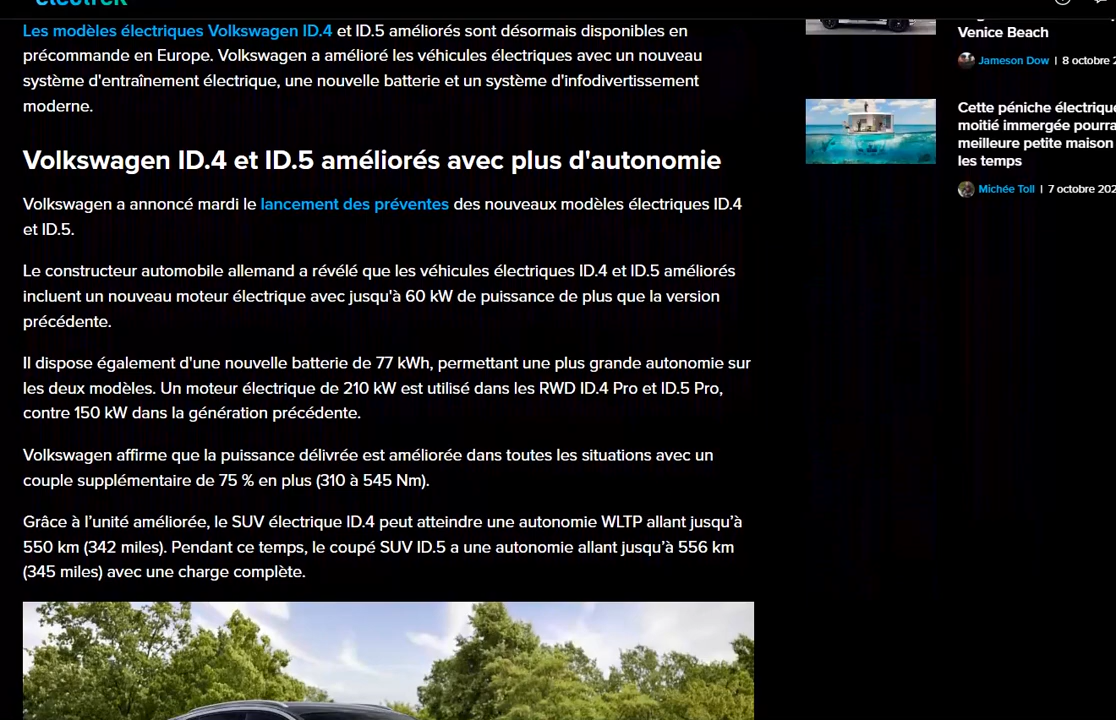 électrek
Les modèles électriques Volkswagen ID.4 et ID.5 améliorés sont désormais disponibles en
précommande en Europe. Volkswagen a amélioré les véhicules électriques avec un nouveau
système d'entraînement électrique, une nouvelle batterie et un système d'infodivertissement
moderne.
Volkswagen ID.4 et ID.5 améliorés avec plus d'autonomie
Volkswagen a annoncé mardi le lancement des préventes des nouveaux modèles électriques ID.4
et ID.5.
Le constructeur automobile allemand a révélé que les véhicules électriques ID.4 et ID.5 améliorés
incluent un nouveau moteur électrique avec jusqu'à 60 kW de puissance de plus que la version
précédente.
Il dispose également d'une nouvelle batterie de 77 kWh, permettant une plus grande autonomie sur
les deux modèles. Un moteur électrique de 210 kW est utilisé dans les RWD ID.4 Pro et ID.5 Pro,
contre 150 kW dans la génération précédente.
Volkswagen affirme que la puissance délivrée est améliorée dans toutes les situations avec un
couple supplémentaire de 75 % en plus (310 à 545 Nm).
Grâce à l’unité améliorée, le SUV électrique ID.4 peut atteindre une autonomie WLTP allant jusqu’à
550 km (342 miles). Pendant ce temps, le coupé SUV ID.5 a une autonomie allant jusqu’à 556 km
(345 miles) avec une charge complète.
Venice Beach
Jameson Dow | 8 octobre 2
Cette péniche électrique
moitié immergée pourra
meilleure petite maison
les temps
Michée Toll | 7 octobre 202